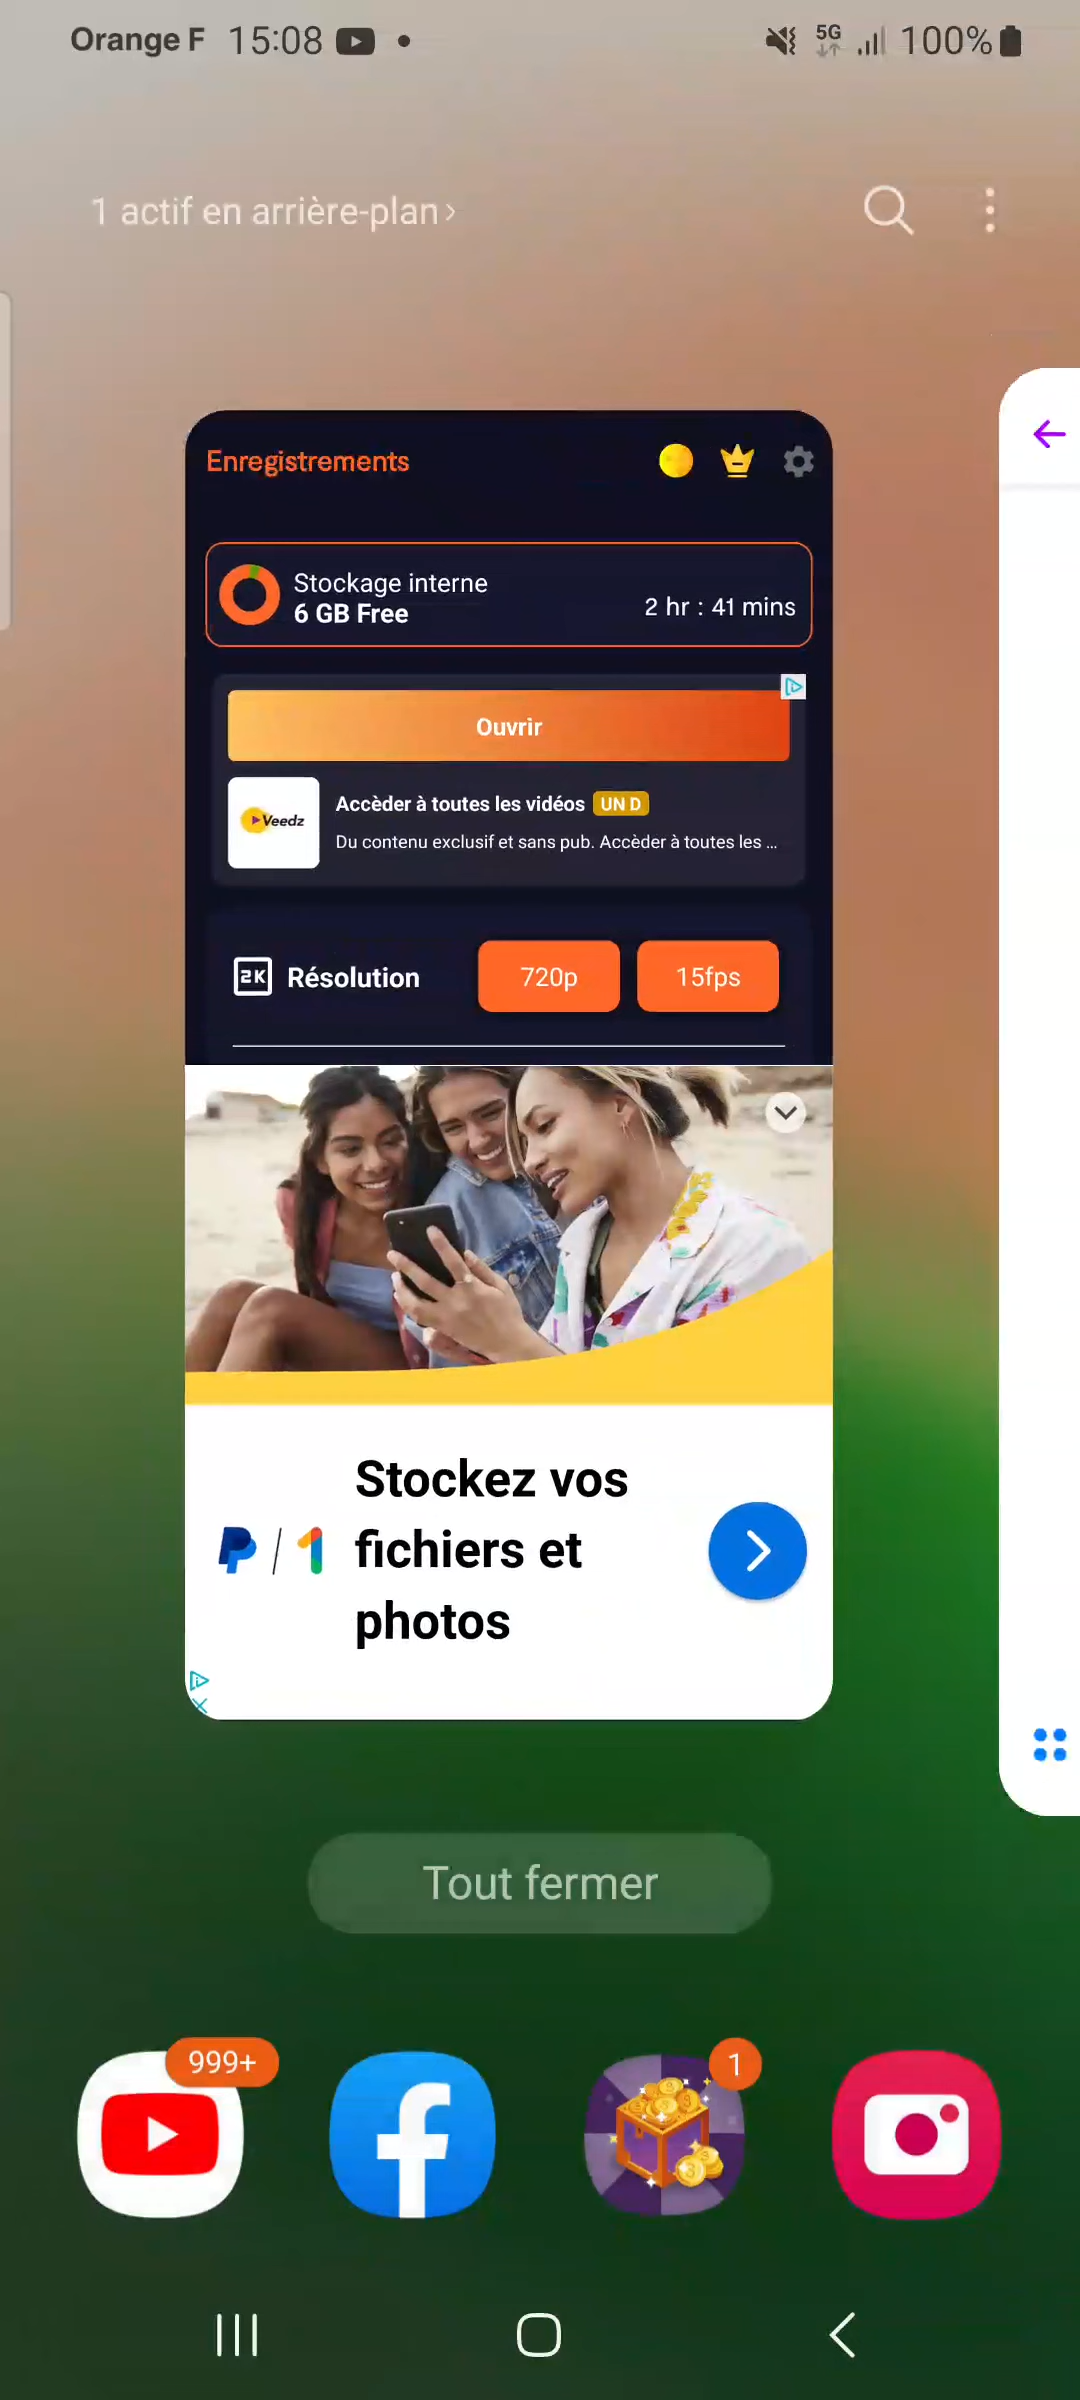 Orange F 15:08
5G 100%
1 actif en arrière-plan
Enregistrements
Stockage interne
6 GB Free
2 hr : 41 mins
Ouvrir
Veedz
Accèder à toutes les vidéos UN D
Du contenu exclusif et sans pub. Accèder à toutes les ...
2K Résolution 720p 15fps
Stockez vos
fichiers et
photos
Tout fermer
999+
1